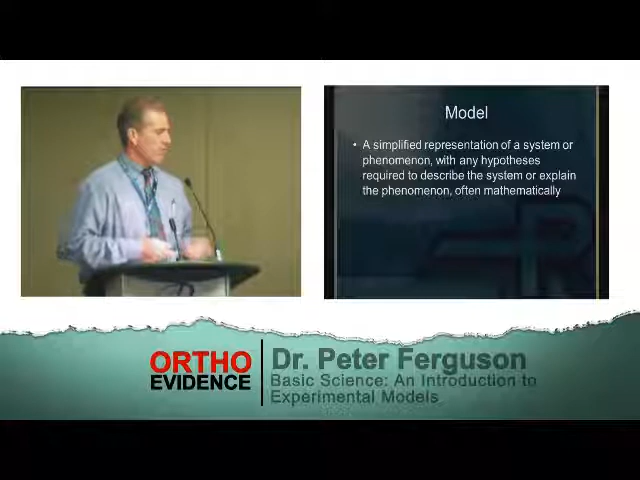 Model
• A simplified representation of a system or
phenomenon, with any hypotheses
required to describe the system or explain
the phenomenon, often mathematically
ORTHO
EVIDENCE
Dr. Peter Ferguson
Basic Science: An Introduction to
Experimental Models